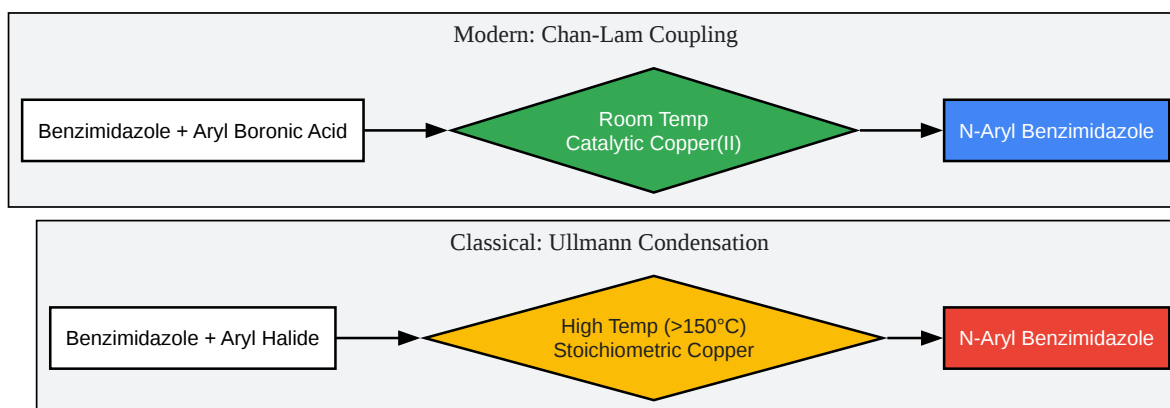 Modern: Chan-Lam Coupling
Benzimidazole + Aryl Boronic Acid
Room Temp
Catalytic Copper(II)
N-Aryl Benzimidazole
Classical: Ullmann Condensation
Benzimidazole + Aryl Halide
High Temp (>150°C)
Stoichiometric Copper
N-Aryl Benzimidazole